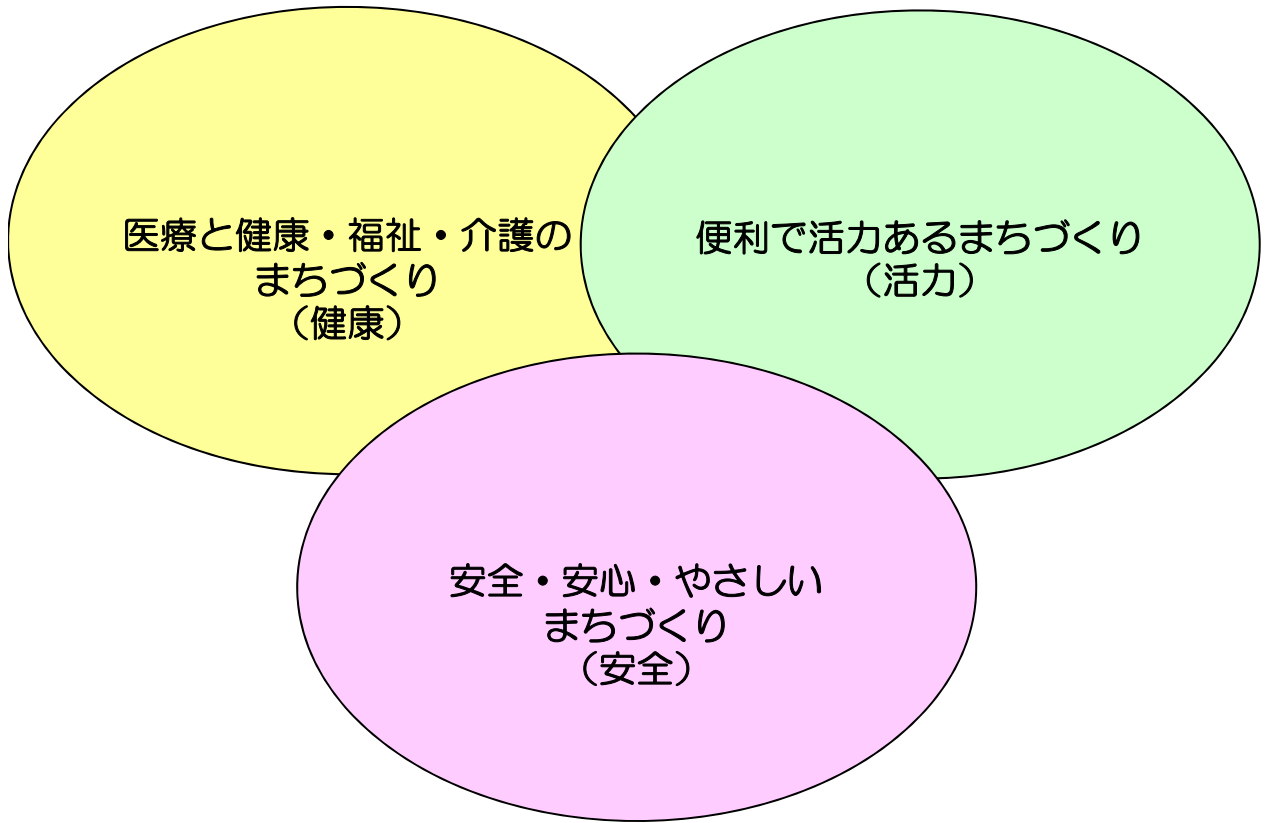 医療と健康・福祉・介護の
まちづくり
（健康）
便利で活力あるまちづくり
（活力）
安全・安心・やさしい
まちづくり
（安全）